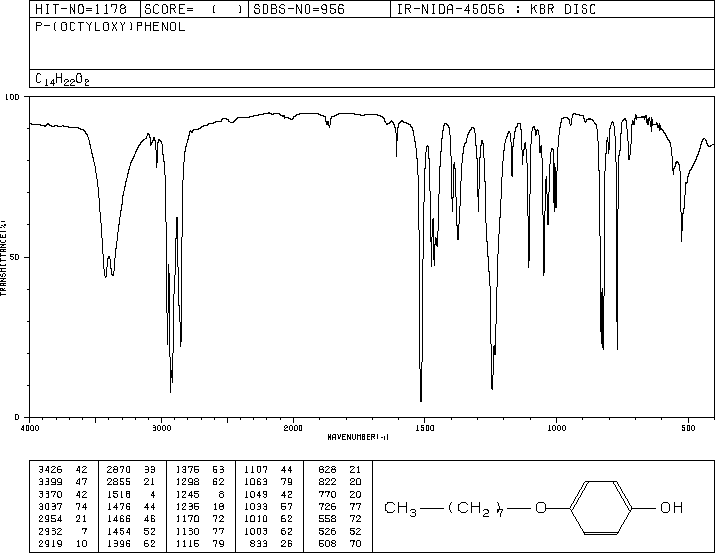 HIT-NO=1178 SCORE= ( ) SDBS-NO=956 IR-NIDA-45056 : KBR DISC
P-(OCTYLOXY)PHENOL
C14H22O2
100
50
0
TRANSMITTANCE(%)
4000 3000 2000 1500 1000 500
WAVENUMBER(-1)
3426 42 2870 39 1376 53 1107 44 828 21
3399 47 2855 21 1298 62 1063 79 822 20
3370 42 1518 4 1245 8 1049 42 770 20
3037 74 1476 44 1236 18 1033 57 726 77
2954 21 1466 46 1170 72 1010 62 558 72
2932 7 1454 52 1130 77 1003 62 526 52
2919 10 1396 62 1115 79 833 26 508 70
CH3 (CH2)7 O OH